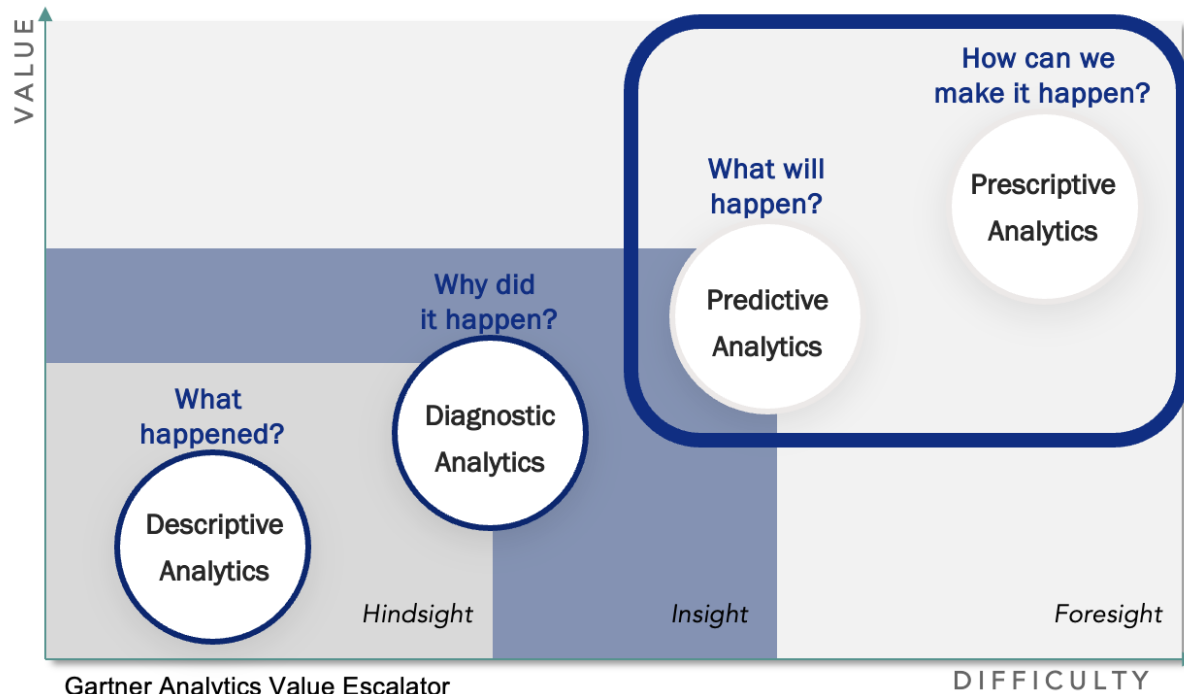 VALUE
How can we
make it happen?
What will
happen?
Prescriptive
Analytics
Why did
it happen?
Predictive
Analytics
What
happened?
Diagnostic
Analytics
Descriptive
Analytics
Hindsight
Insight
Foresight
DIFFICULTY
Gartner Analytics Value Escalator